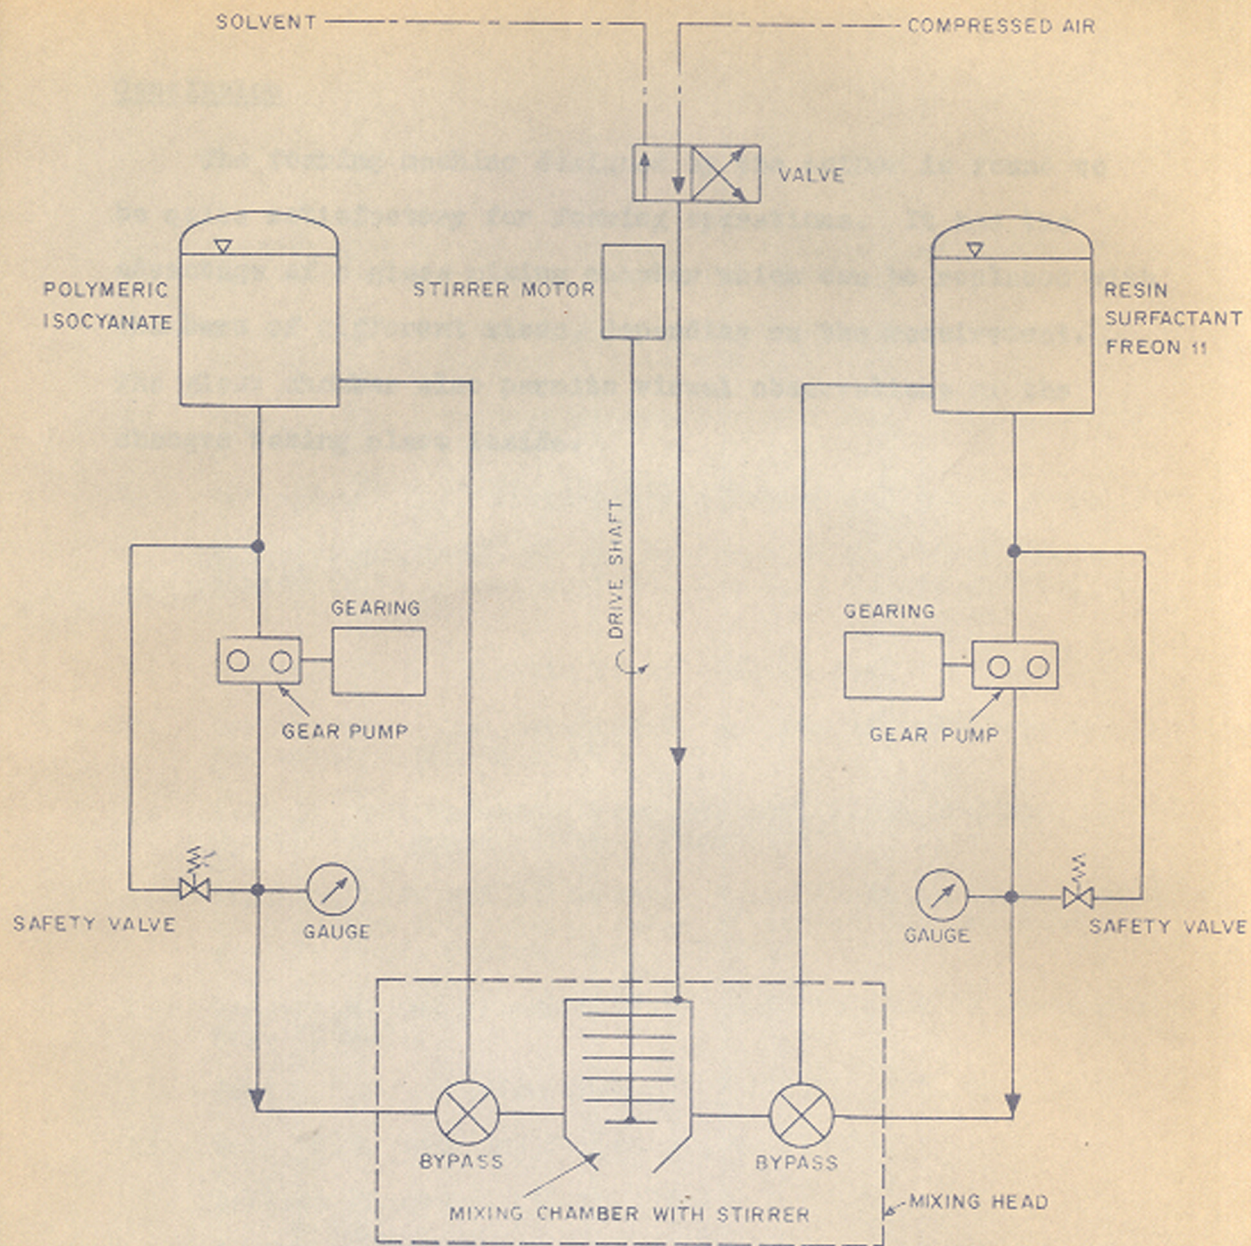 SOLVENT
COMPRESSED AIR
VALVE
POLYMERIC
ISOCYANATE
STIRRER MOTOR
RESIN
SURFACTANT
FREON 11
DRIVE SHAFT
GEARING
GEARING
GEAR PUMP
GEAR PUMP
SAFETY VALVE
GAUGE
GAUGE
SAFETY VALVE
BYPASS
BYPASS
MIXING CHAMBER WITH STIRRER
MIXING HEAD